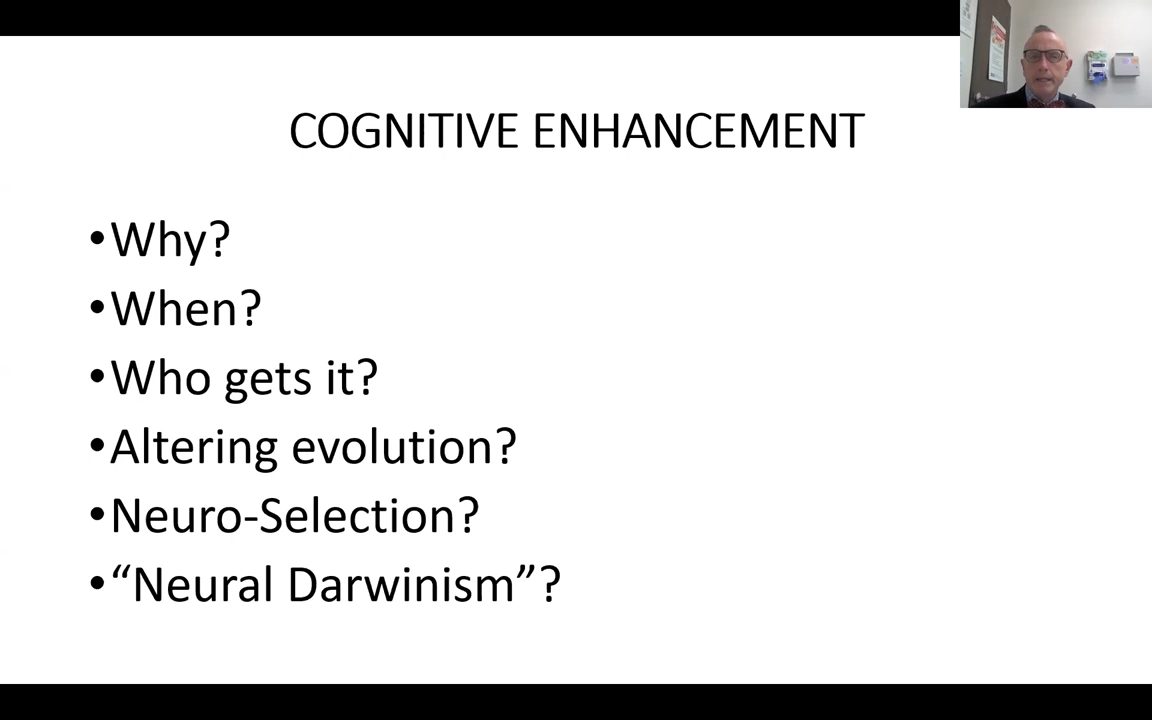 COGNITIVE ENHANCEMENT
•Why?
•When?
•Who gets it?
•Altering evolution?
•Neuro-Selection?
•“Neural Darwinism”?